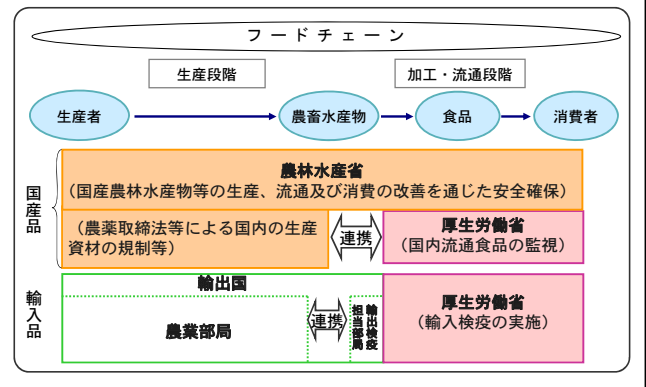 フードチェーン
生産段階
加工・流通段階
生産者
農畜水産物
食品
消費者
国産品
農林水産省
（国産農林水産物等の生産、流通及び消費の改善を通じた安全確保）
（農薬取締法等による国内の生産
資材の規制等）
連携
厚生労働省
（国内流通食品の監視）
輸入品
輸出国
農業部局
連携
輸出検疫
担当部局
厚生労働省
（輸入検疫の実施）